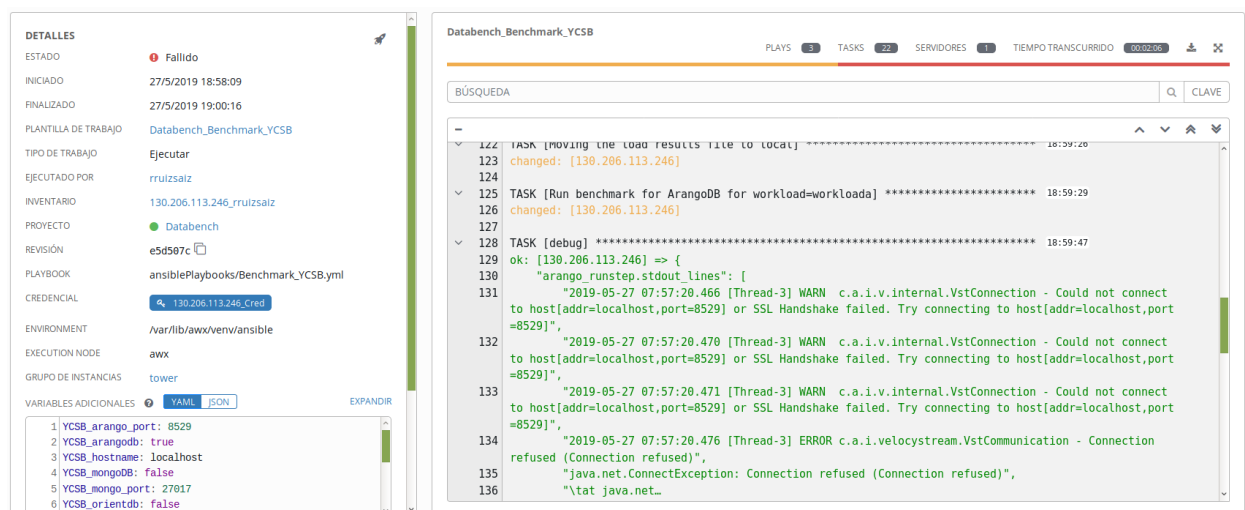 DETALLES
ESTADO Fallido
INICIADO 27/5/2019 18:58:09
FINALIZADO 27/5/2019 19:00:16
PLANTILLA DE TRABAJO Databench_Benchmark_YCSB
TIPO DE TRABAJO Ejecutar
EJECUTADO POR rruizsaiz
INVENTARIO 130.206.113.246_rruizsaiz
PROYECTO Databench
REVISIÓN e5d507c
PLAYBOOK ansiblePlaybooks/Benchmark_YCSB.yml
CREDENCIAL 130.206.113.246_Cred
ENVIRONMENT /var/lib/awx/venv/ansible
EXECUTION NODE awx
GRUPO DE INSTANCIAS tower
VARIABLES ADICIONALES YAML JSON EXPANDIR
1 YCSB_arango_port: 8529
2 YCSB_arangodb: true
3 YCSB_hostname: localhost
4 YCSB_mongoDB: false
5 YCSB_mongo_port: 27017
6 YCSB_orientdb: false
Databench_Benchmark_YCSB
PLAYS 3 TASKS 22 SERVIDORES 1 TIEMPO TRANSCURRIDO 00:02:06
BÚSQUEDA CLAVE
122 TASK [Moving the load results file to local] *********************************** 18:59:26
123 changed: [130.206.113.246]
124
125 TASK [Run benchmark for ArangoDB for workload=workloada] *********************** 18:59:29
126 changed: [130.206.113.246]
127
128 TASK [debug] ******************************************************************* 18:59:47
129 ok: [130.206.113.246] => {
130 "arango_runstep.stdout_lines": [
131 "2019-05-27 07:57:20.466 [Thread-3] WARN  c.a.i.v.internal.VstConnection - Could not connect
to host[addr=localhost,port=8529] or SSL Handshake failed. Try connecting to host[addr=localhost,port
=8529]",
132 "2019-05-27 07:57:20.470 [Thread-3] WARN  c.a.i.v.internal.VstConnection - Could not connect
to host[addr=localhost,port=8529] or SSL Handshake failed. Try connecting to host[addr=localhost,port
=8529]",
133 "2019-05-27 07:57:20.471 [Thread-3] WARN  c.a.i.v.internal.VstConnection - Could not connect
to host[addr=localhost,port=8529] or SSL Handshake failed. Try connecting to host[addr=localhost,port
=8529]",
134 "2019-05-27 07:57:20.476 [Thread-3] ERROR c.a.i.velocystream.VstCommunication - Connection
refused (Connection refused)",
135 "java.net.ConnectException: Connection refused (Connection refused)",
136 "\tat java.net…